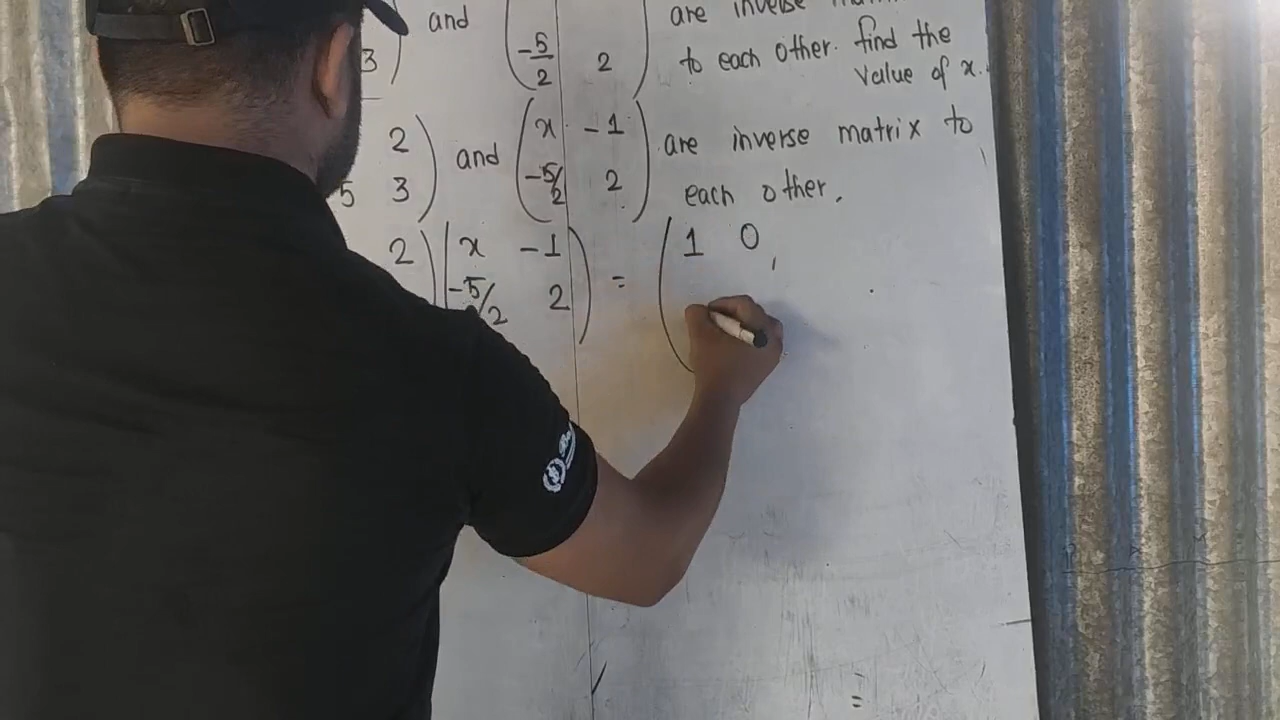 and are inverse
3 -5/2 2 to each other. find the
value of x.
2 and x -1 are inverse matrix to
5 3 -5/2 2 each other.
2 x -1 = 1 0
-5/2 2
=